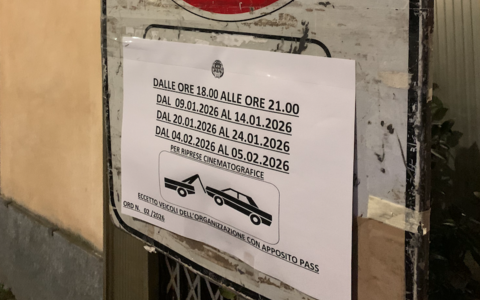 DALLE ORE 18.00 ALLE ORE 21.00
DAL 09.01.2026 AL 14.01.2026
DAL 20.01.2026 AL 24.01.2026
DAL 04.02.2026 AL 05.02.2026
PER RIPRESE CINEMATOGRAFICE
ECCETTO VEICOLI DELL'ORGANIZZAZIONE CON APPOSITO PASS
ORD N. 02 /2026